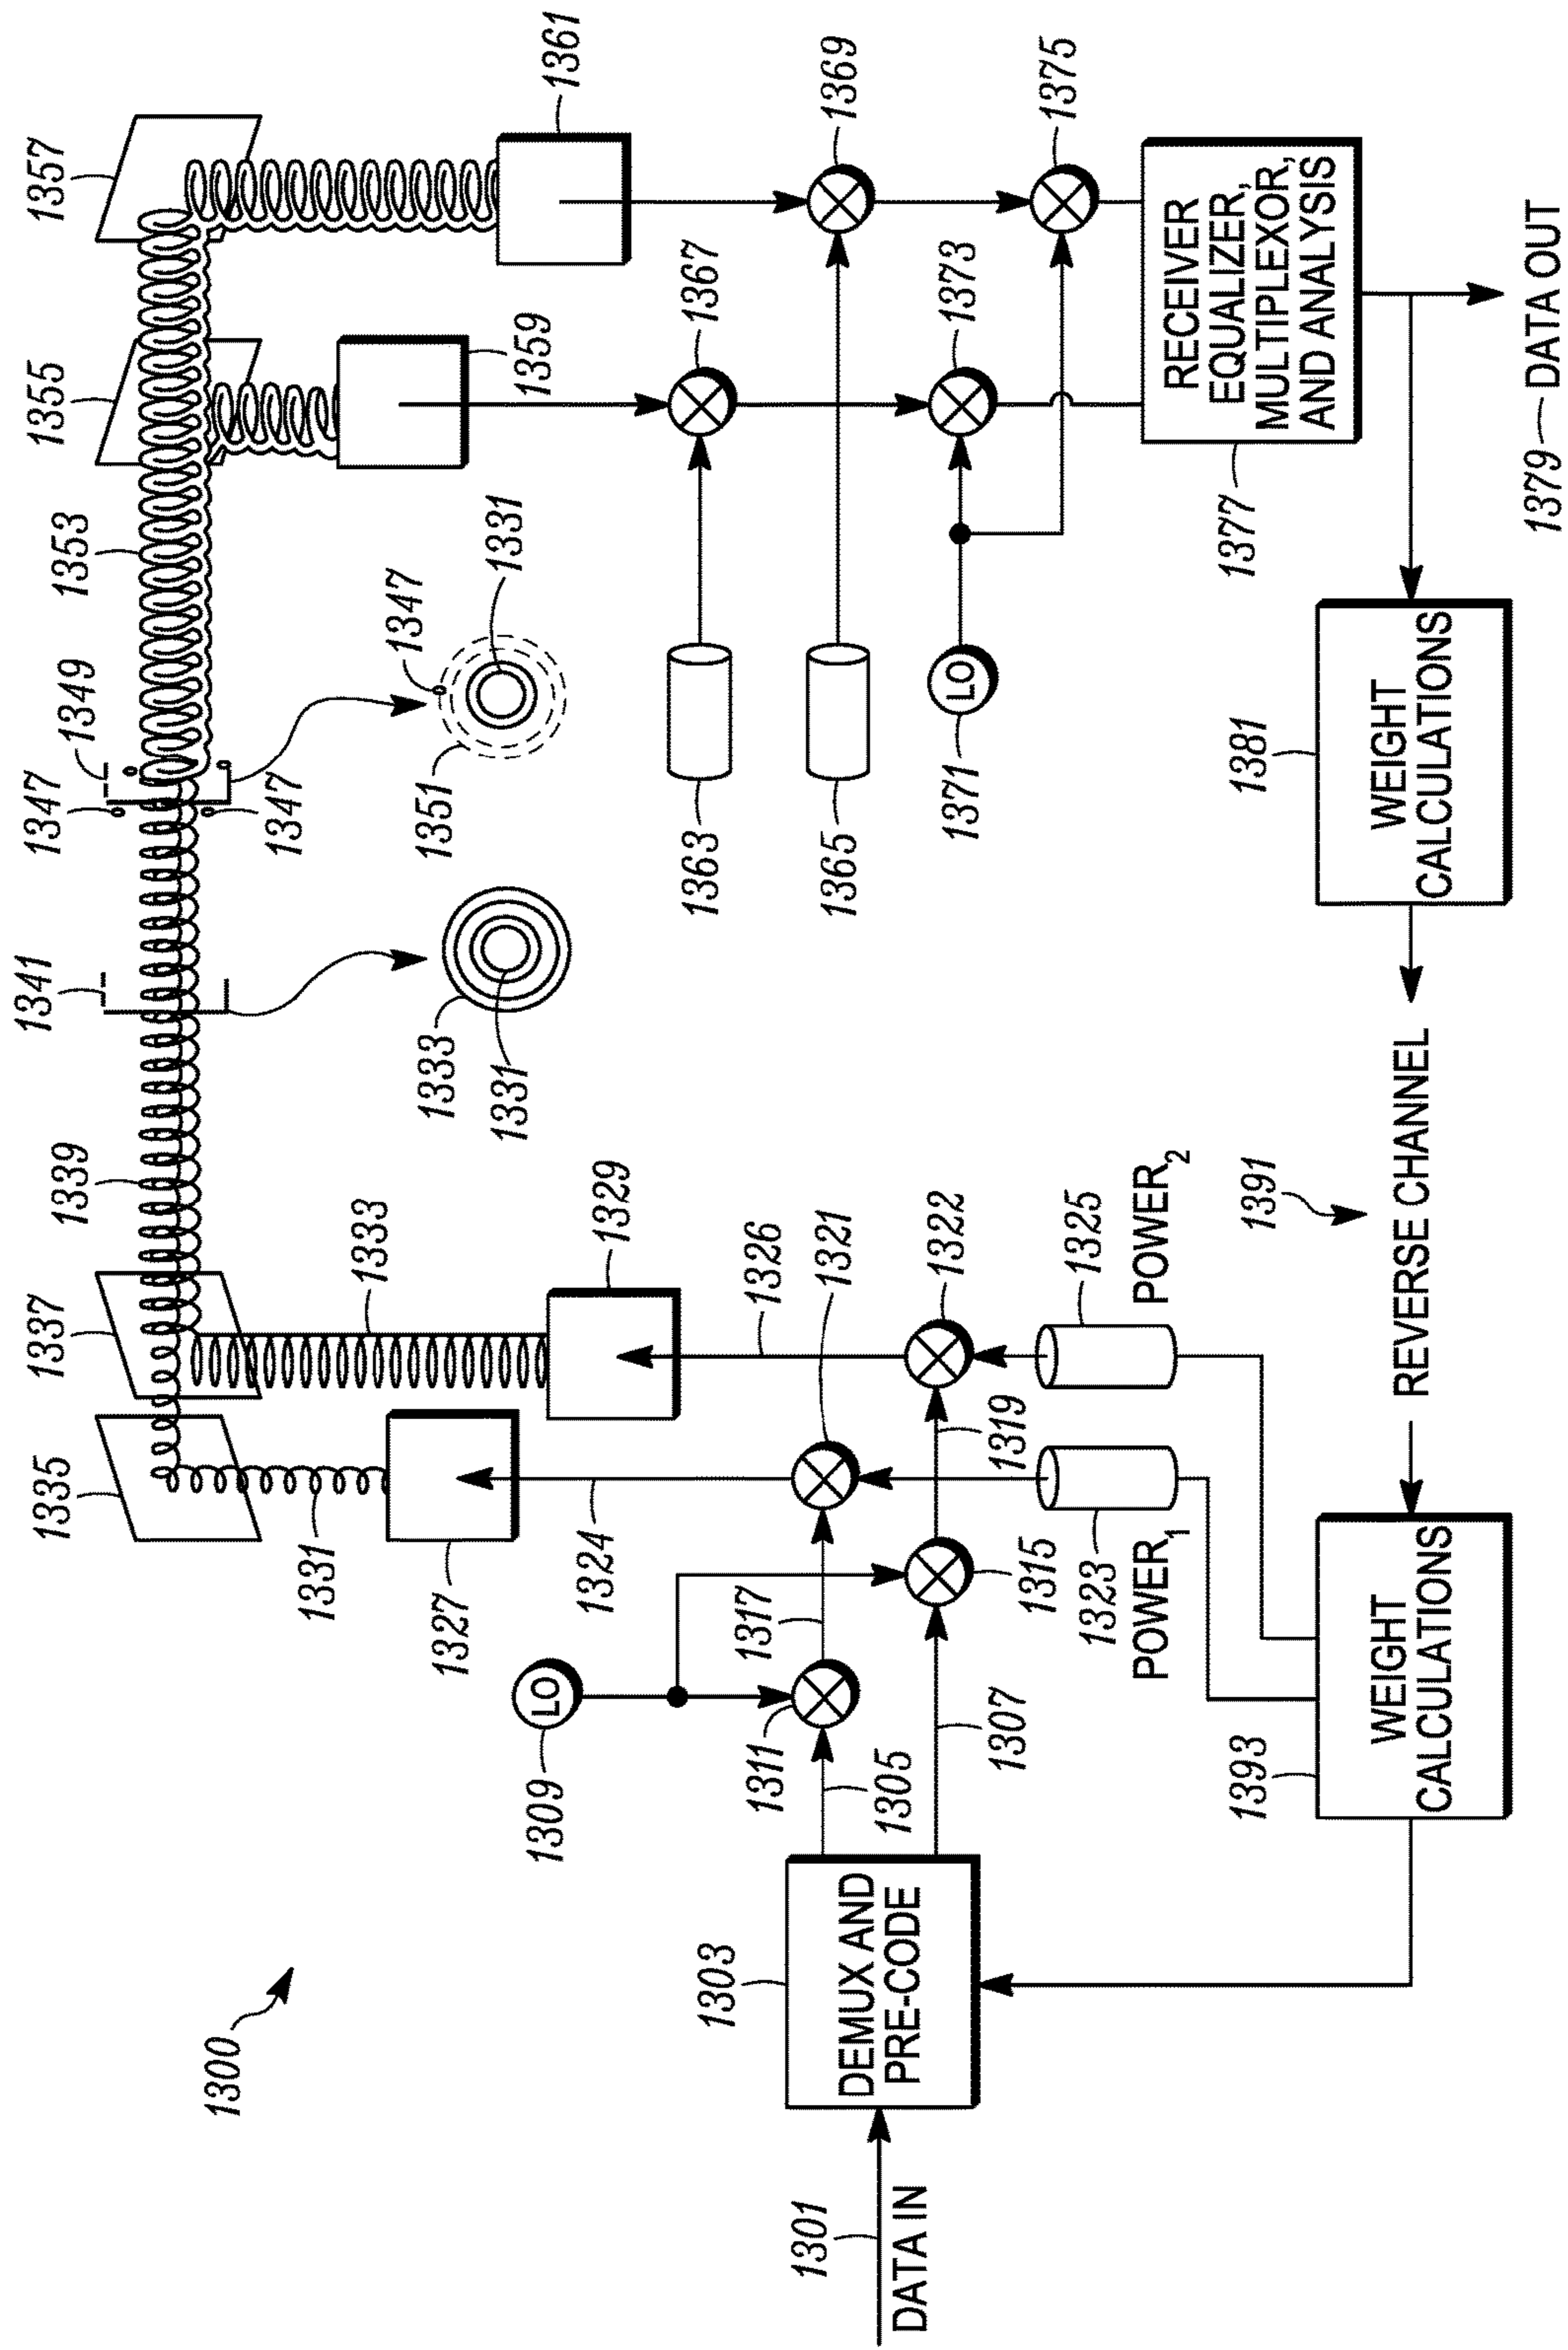 1300
1301
DATA IN
1303
DEMUX AND
PRE-CODE
1305
1307
1309
LO
1311
1315
1317
1319
1321
1322
1323
POWER1
1325
POWER2
1324
1326
1327
1329
1331
1333
1335
1337
1339
1341
1333
1331
1347
1349
1347
1351
1347
1331
1353
1355
1357
1359
1361
1363
1365
1367
1369
1371
LO
1373
1375
RECEIVER
EQUALIZER,
MULTIPLEXOR,
AND ANALYSIS
1377
1379
DATA OUT
1381
WEIGHT
CALCULATIONS
1391
REVERSE CHANNEL
1393
WEIGHT
CALCULATIONS